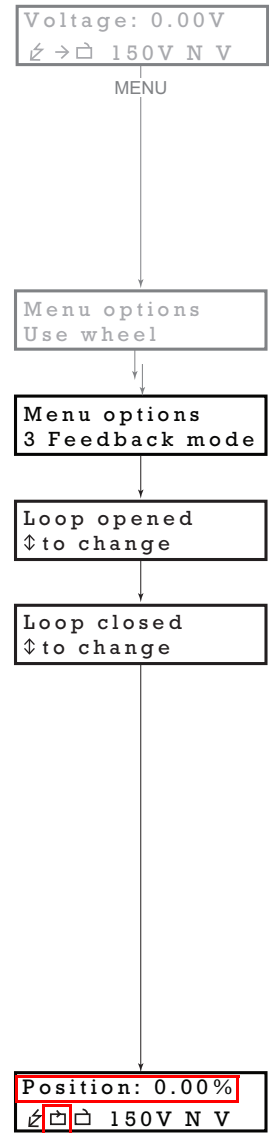 Voltage: 0.00V
→ 150V N V
MENU
Menu options
Use wheel
Menu options
3 Feedback mode
Loop opened
⇕ to change
Loop closed
⇕ to change
Position: 0.00%
150V N V